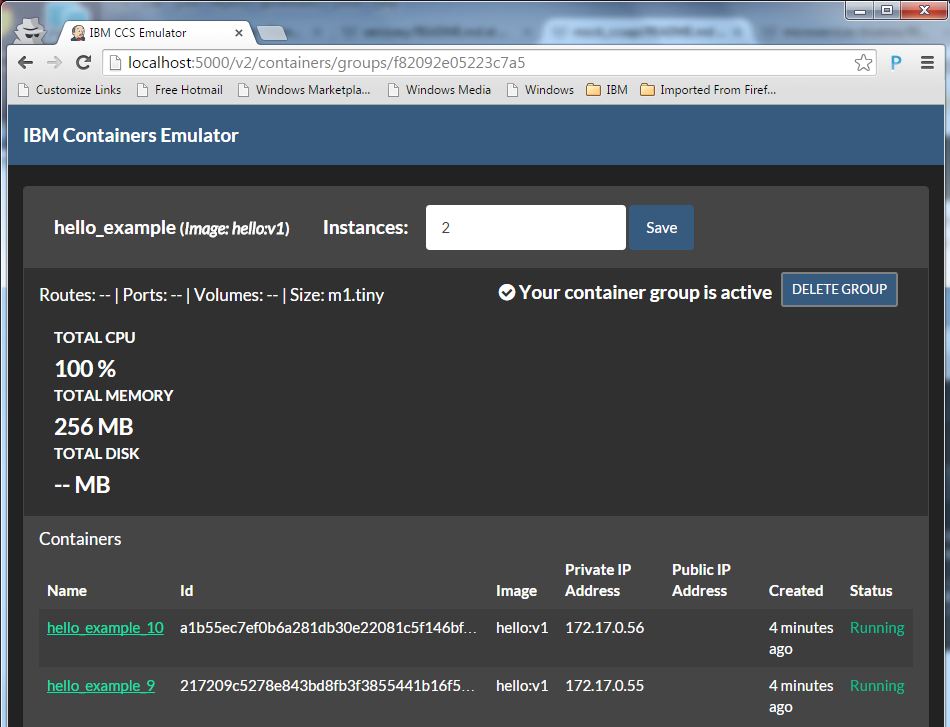 IBM CCS Emulator
localhost:5000/v2/containers/groups/f82092e05223c7a5
Customize Links Free Hotmail Windows Marketpla... Windows Media Windows IBM Imported From Firef...
IBM Containers Emulator
hello_example (Image: hello:v1) Instances: 2 Save
Routes: -- | Ports: -- | Volumes: -- | Size: m1.tiny Your container group is active DELETE GROUP
TOTAL CPU
100 %
TOTAL MEMORY
256 MB
TOTAL DISK
-- MB
Containers
Name Id Image Private IP Address Public IP Address Created Status
hello_example_10 a1b55ec7ef0b6a281db30e22081c5f146bf... hello:v1 172.17.0.56 4 minutes ago Running
hello_example_9 217209c5278e843bd8fb3f3855441b16f5... hello:v1 172.17.0.55 4 minutes ago Running